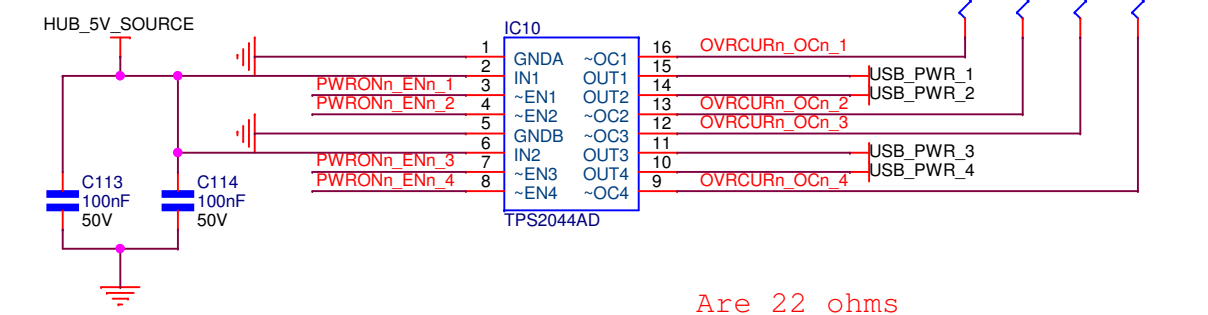 HUB_5V_SOURCE
IC10
1 GNDA ~OC1 16 OVRCURn_OCn_1
2 IN1 OUT1 15 USB_PWR_1
PWRONn_ENn_1 3 ~EN1 OUT2 14 USB_PWR_2
PWRONn_ENn_2 4 ~EN2 ~OC2 13 OVRCURn_OCn_2
5 GNDB ~OC3 12 OVRCURn_OCn_3
6 IN2 OUT3 11 USB_PWR_3
PWRONn_ENn_3 7 ~EN3 OUT4 10 USB_PWR_4
PWRONn_ENn_4 8 ~EN4 ~OC4 9 OVRCURn_OCn_4
TPS2044AD
C113
100nF
50V
C114
100nF
50V
Are 22 ohms